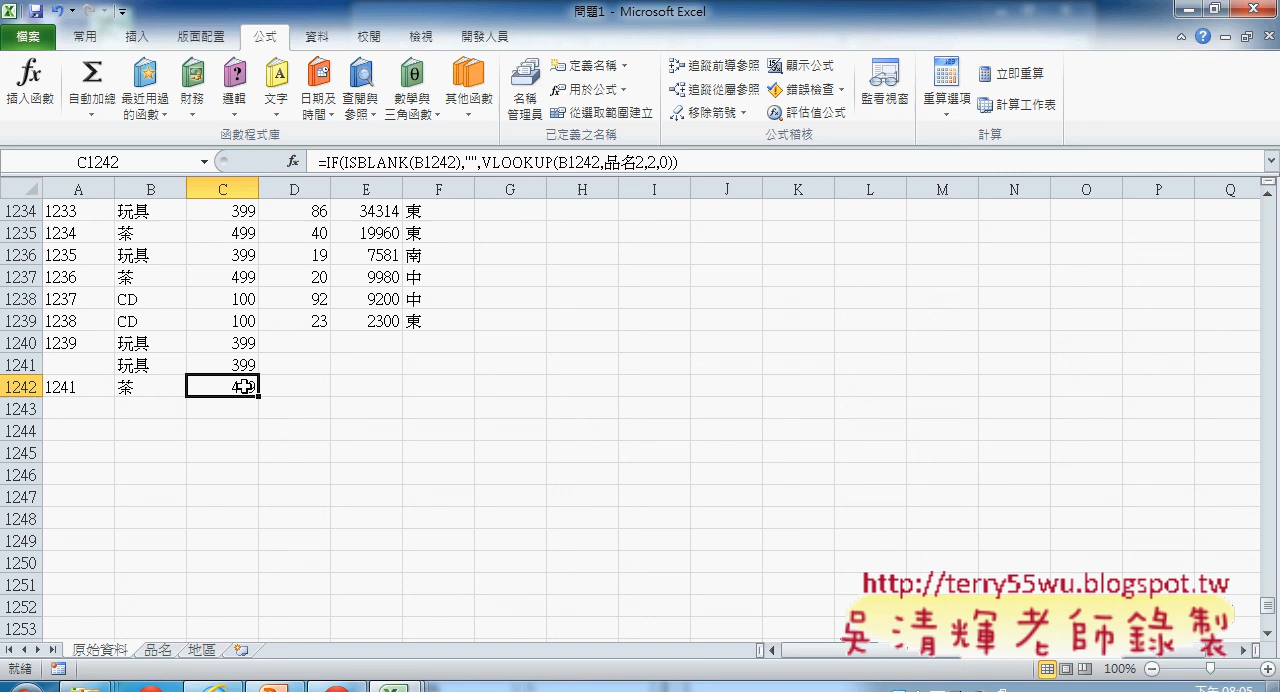 問題1 - Microsoft Excel
檔案 常用 插入 版面配置 公式 資料 校閱 檢視 開發人員
fx Σ ? A θ
插入函數 自動加總 最近用過的函數 財務 邏輯 文字 日期及時間 查閱與參照 數學與三角函數 其他函數
函數程式庫
名稱管理員 定義名稱 用於公式 從選取範圍建立
已定義之名稱
追蹤前導參照 追蹤從屬參照 移除箭號 顯示公式 錯誤檢查 評估值公式
公式稽核
監看視窗
重算選項 立即重算 計算工作表
計算
C1242 fx =IF(ISBLANK(B1242),"",VLOOKUP(B1242,品名2,2,0))
A B C D E F G H I J K L M N O P Q
1234 1233 玩具 399 86 34314 東
1235 1234 茶 499 40 19960 東
1236 1235 玩具 399 19 7581 南
1237 1236 茶 499 20 9980 中
1238 1237 CD 100 92 9200 中
1239 1238 CD 100 23 2300 東
1240 1239 玩具 399
1241 玩具 399
1242 1241 茶 499
1243
1244
1245
1246
1247
1248
1249
1250
1251
1252
1253
http://terry55wu.blogspot.tw
吳清輝老師錄製
原始資料 品名 地區
就緒 100%
下午 08:05